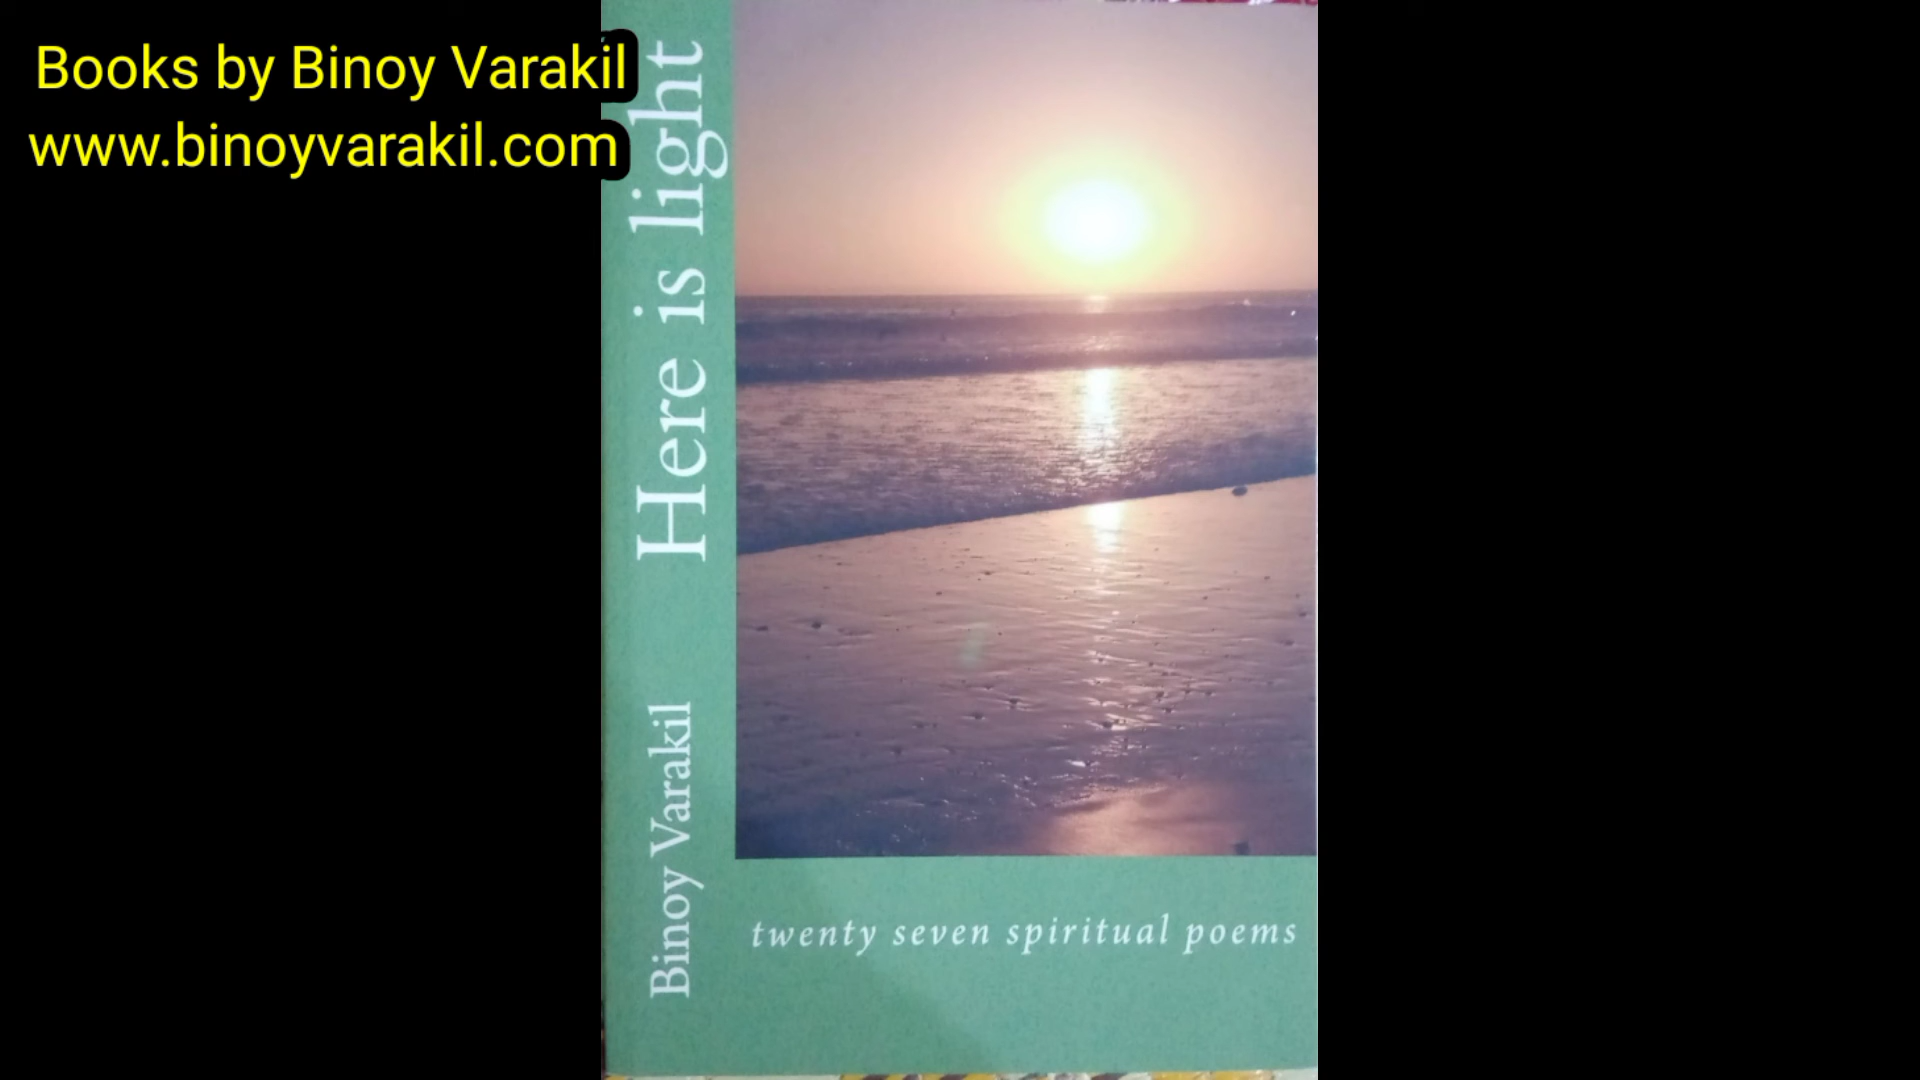 Books by Binoy Varakil
www.binoyvarakil.com
Here is light
Binoy Varakil
twenty seven spiritual poems